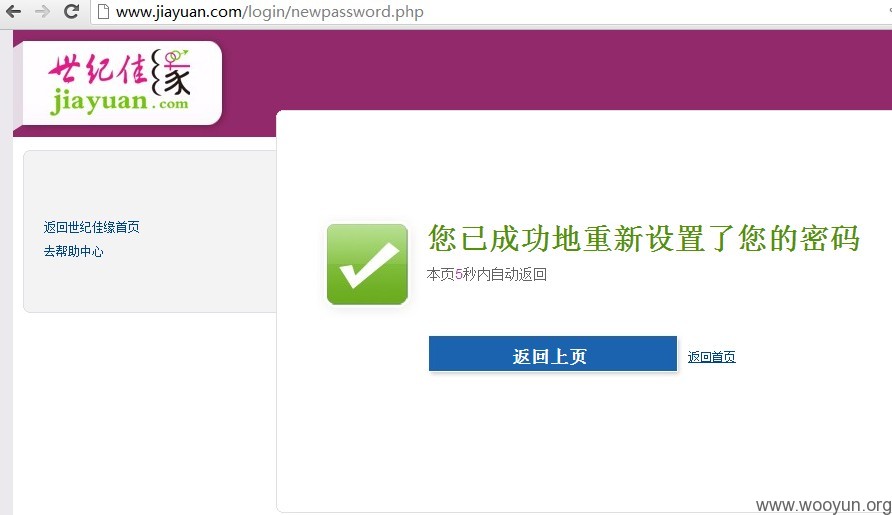 www.jiayuan.com/login/newpassword.php
世纪佳缘
jiayuan.com
返回世纪佳缘首页
去帮助中心
您已成功地重新设置了您的密码
本页5秒内自动返回
返回上页
返回首页
www.wooyun.org